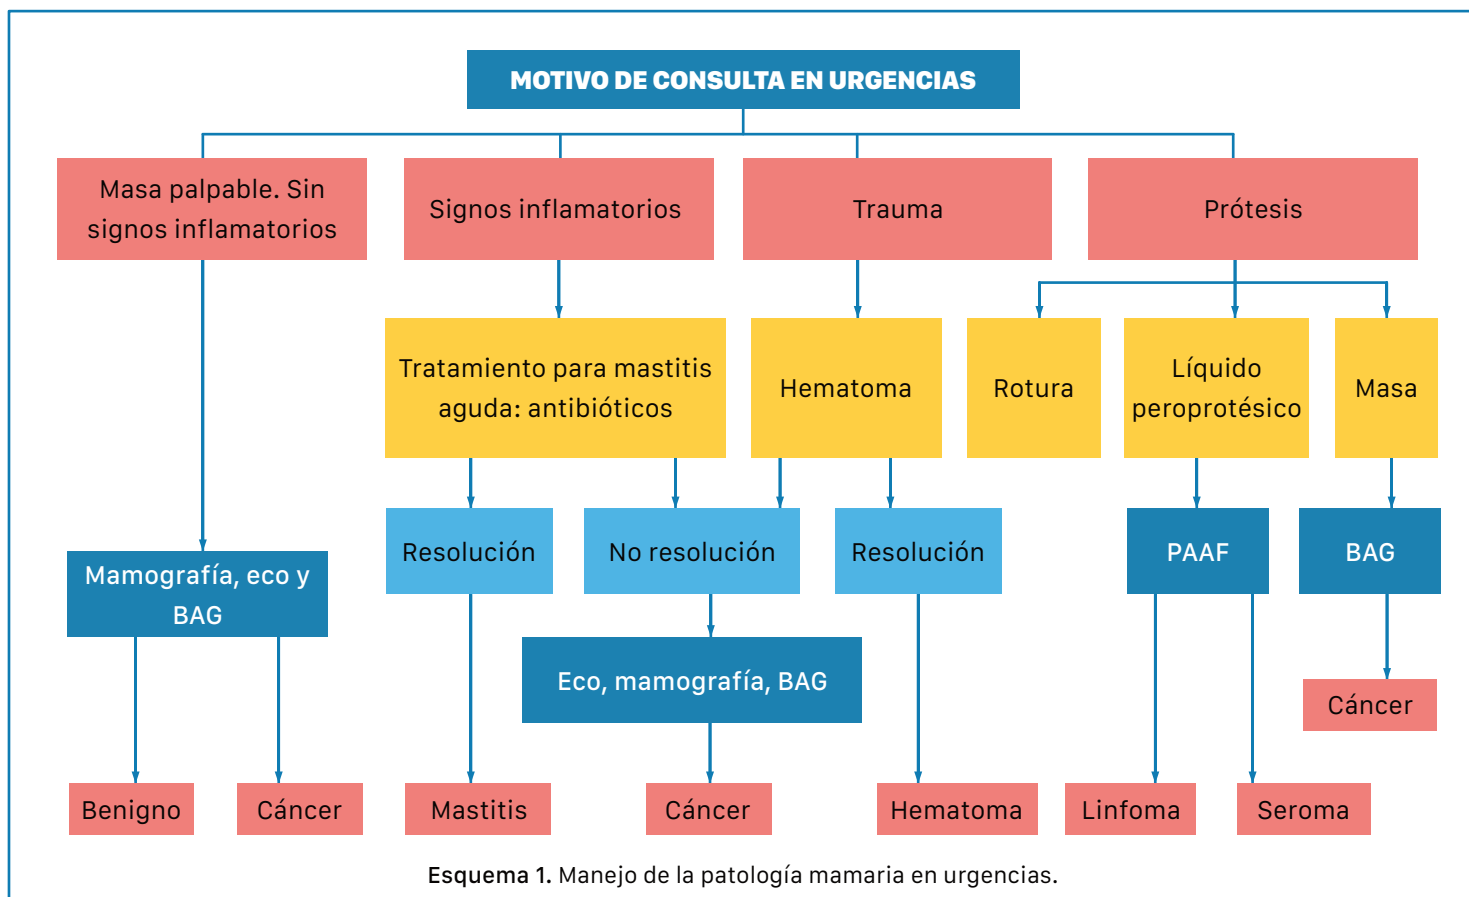 MOTIVO DE CONSULTA EN URGENCIAS
Masa palpable. Sin
signos inflamatorios
Signos inflamatorios
Trauma
Prótesis
Tratamiento para mastitis
aguda: antibióticos
Hematoma
Rotura
Líquido
peroprotésico
Masa
Resolución
No resolución
Resolución
PAAF
BAG
Mamografía, eco y
BAG
Eco, mamografía, BAG
Cáncer
Benigno
Cáncer
Mastitis
Cáncer
Hematoma
Linfoma
Seroma
Esquema 1. Manejo de la patología mamaria en urgencias.